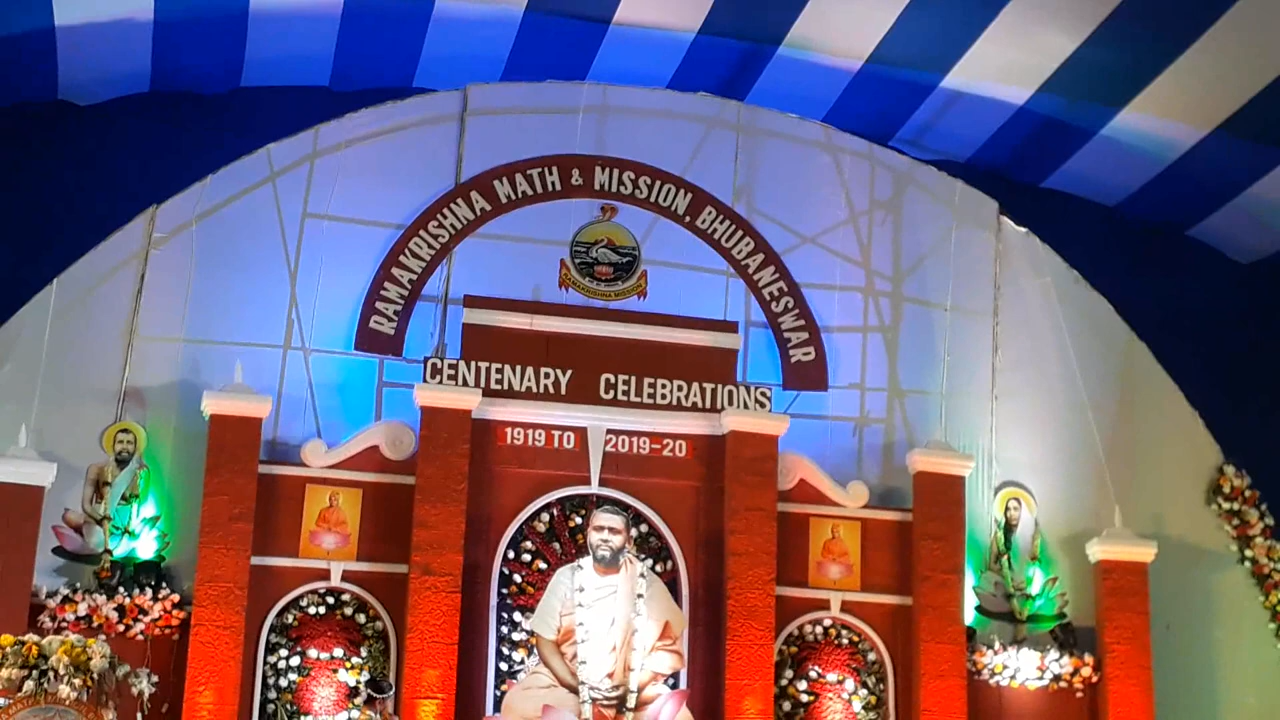 RAMAKRISHNA MATH & MISSION, BHUBANESWAR
RAMAKRISHNA MISSION
CENTENARY CELEBRATIONS
1919 TO 2019-20